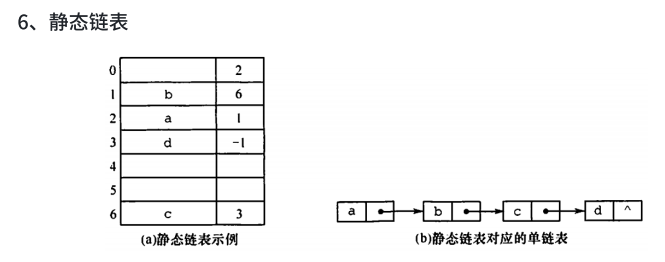 6、静态链表
0 2
1 b 6
2 a 1
3 d -1
4
5
6 c 3
a b c d ^
(a)静态链表示例
(b)静态链表对应的单链表